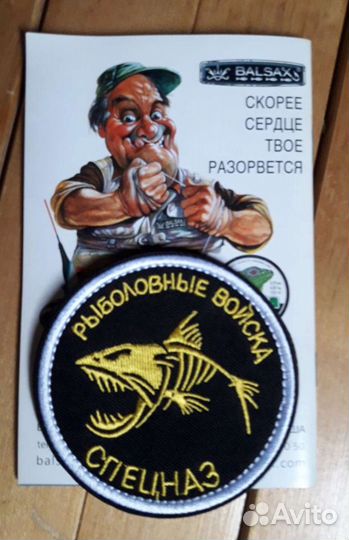 BALSAX
СКОРЕЕ
СЕРДЦЕ
ТВОЕ
РАЗОРВЕТСЯ
РЫБОЛОВНЫЕ ВОЙСКА
СПЕЦНАЗ
Avito